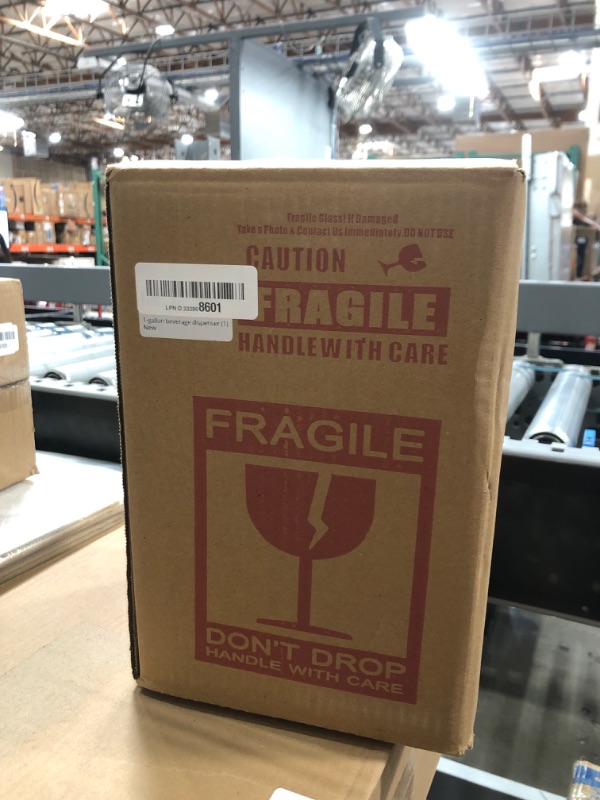 Fragile Glass! If Damaged
Take a Photo & Contact Us Immediately, DO NOT USE
CAUTION
FRAGILE
HANDLE WITH CARE
8601
1-gallon beverage dispenser (1)
New
FRAGILE
DON'T DROP
HANDLE WITH CARE